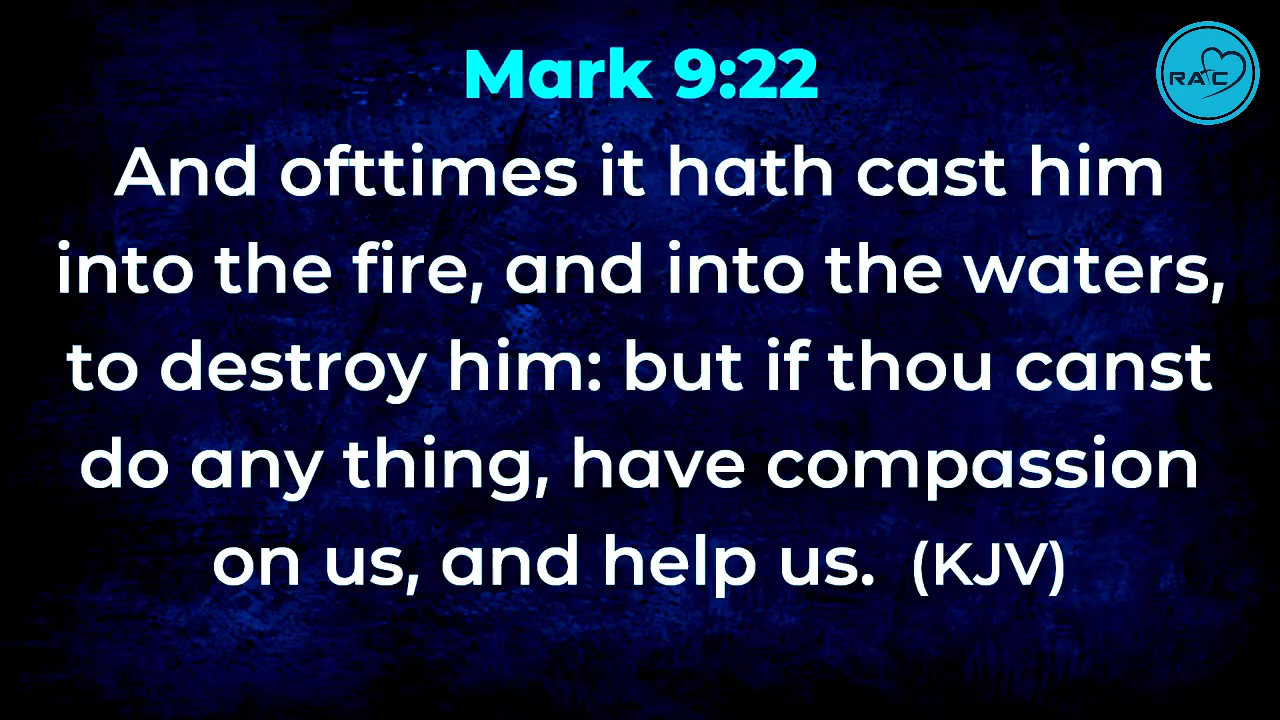 Mark 9:22
RAC
And ofttimes it hath cast him
into the fire, and into the waters,
to destroy him: but if thou canst
do any thing, have compassion
on us, and help us. (KJV)